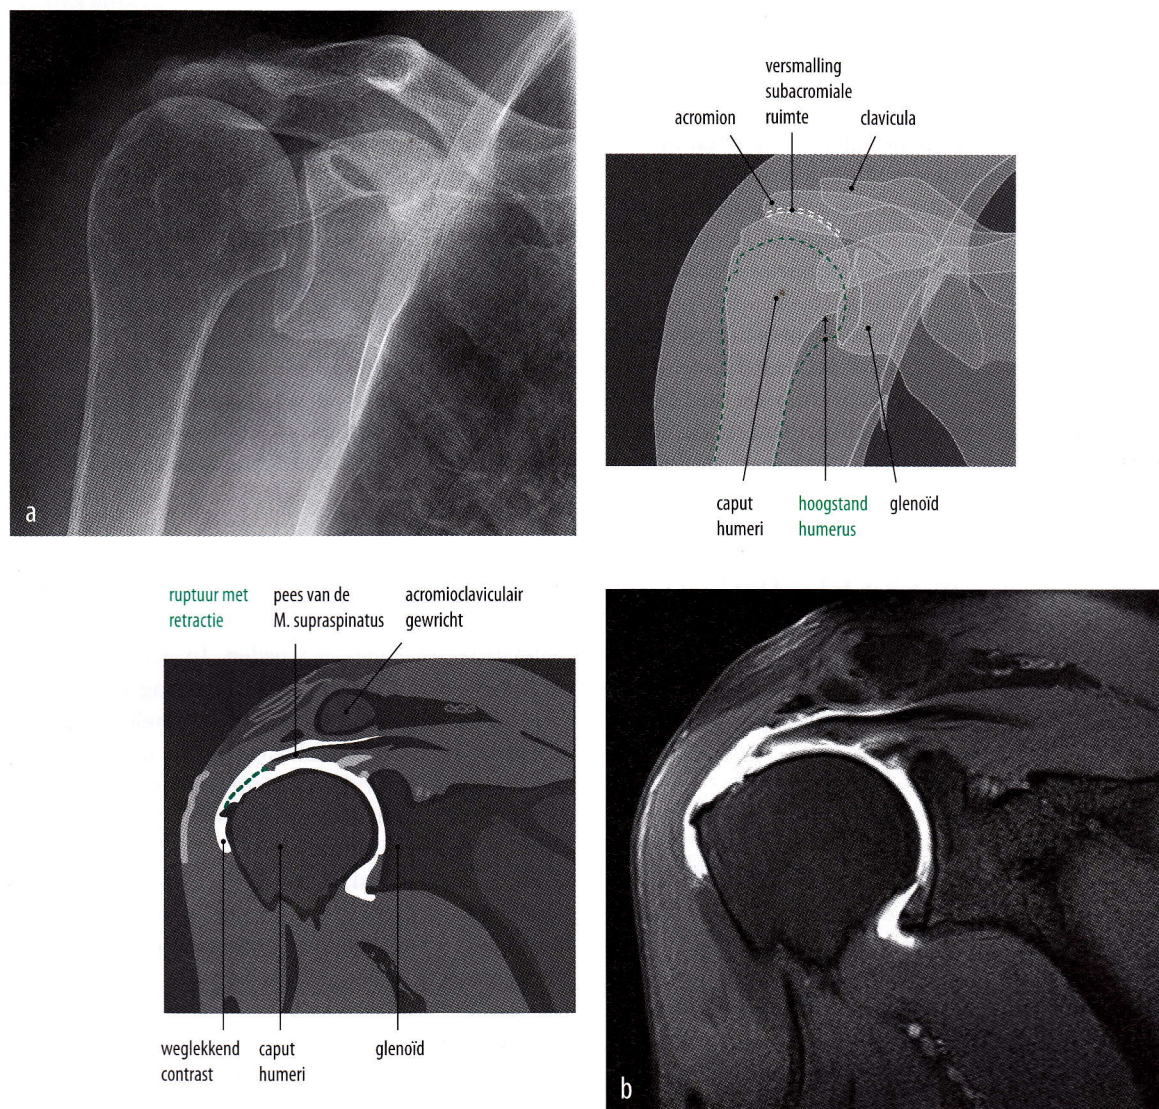 versmalling
subacromiale
acromion ruimte clavicula
caput hoogstand glenoïd
humeri humerus
a
ruptuur met pees van de acromioclaviculair
retractie M. supraspinatus gewricht
weglekkend caput glenoïd
contrast humeri
b